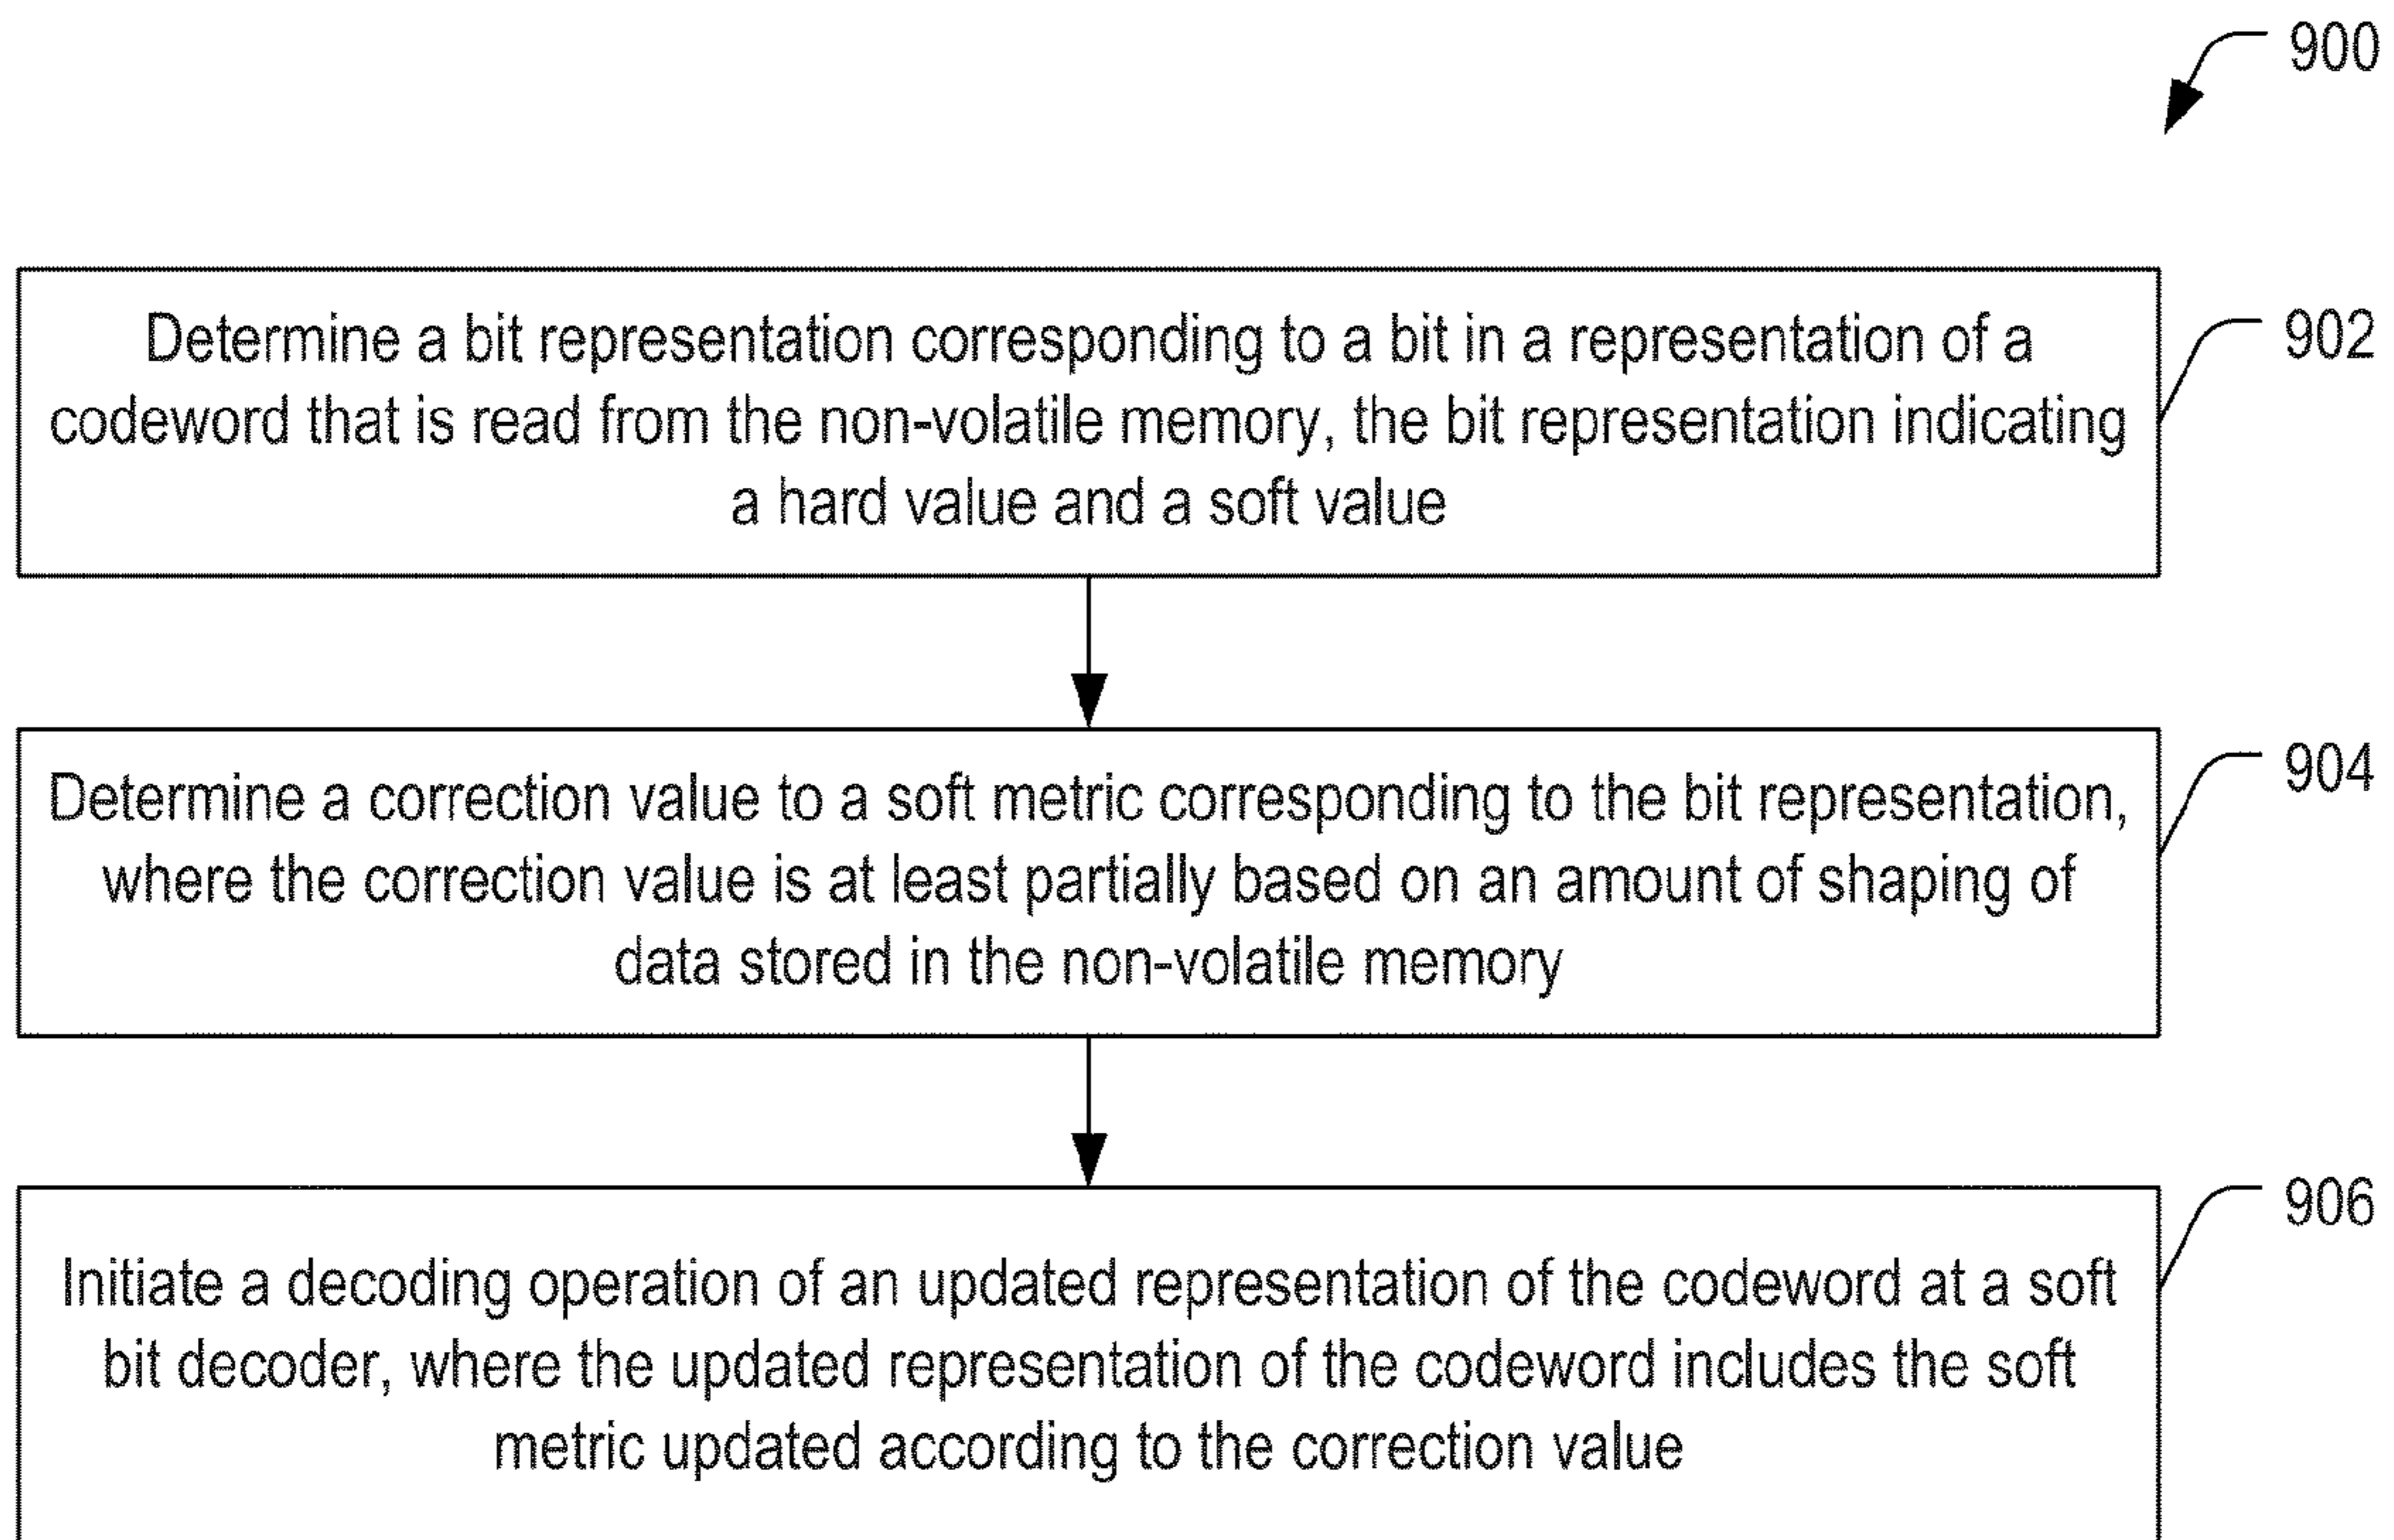 900
Determine a bit representation corresponding to a bit in a representation of a
codeword that is read from the non-volatile memory, the bit representation indicating
a hard value and a soft value
902
Determine a correction value to a soft metric corresponding to the bit representation,
where the correction value is at least partially based on an amount of shaping of
data stored in the non-volatile memory
904
Initiate a decoding operation of an updated representation of the codeword at a soft
bit decoder, where the updated representation of the codeword includes the soft
metric updated according to the correction value
906